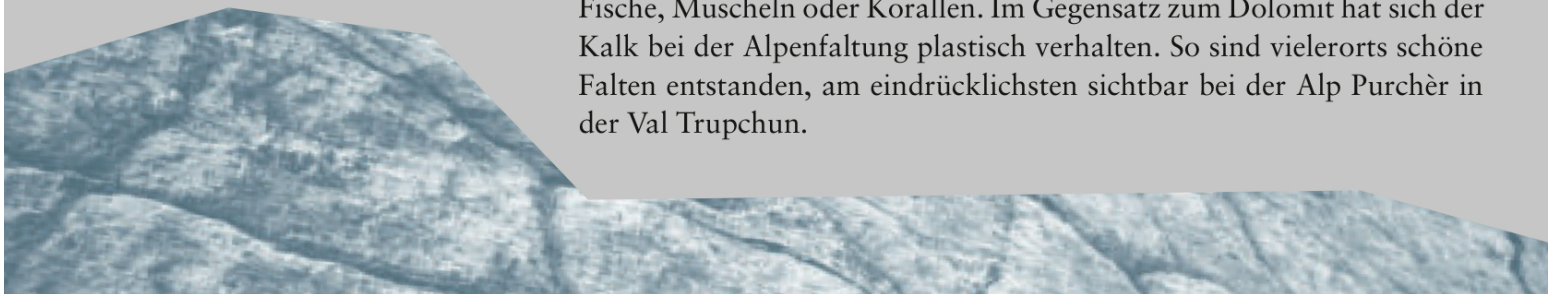 Fische, Muscheln oder Korallen. Im Gegensatz zum Dolomit hat sich der
Kalk bei der Alpenfaltung plastisch verhalten. So sind vielerorts schöne
Falten entstanden, am eindrücklichsten sichtbar bei der Alp Purchèr in
der Val Trupchun.